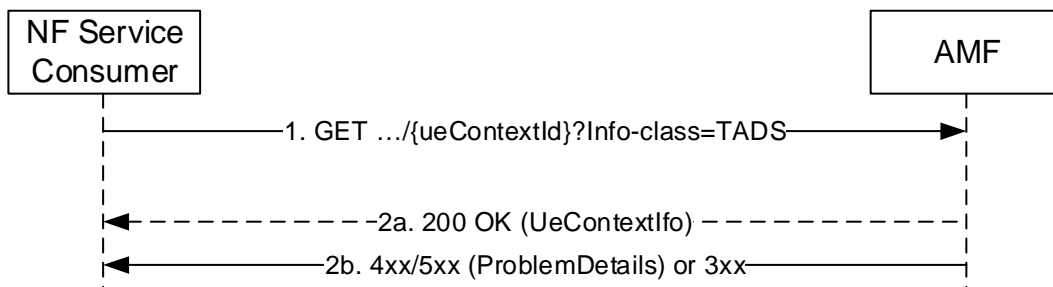 NF Service
Consumer
AMF
1. GET …/{ueContextId}?Info-class=TADS
2a. 200 OK (UeContextIfo)
2b. 4xx/5xx (ProblemDetails) or 3xx